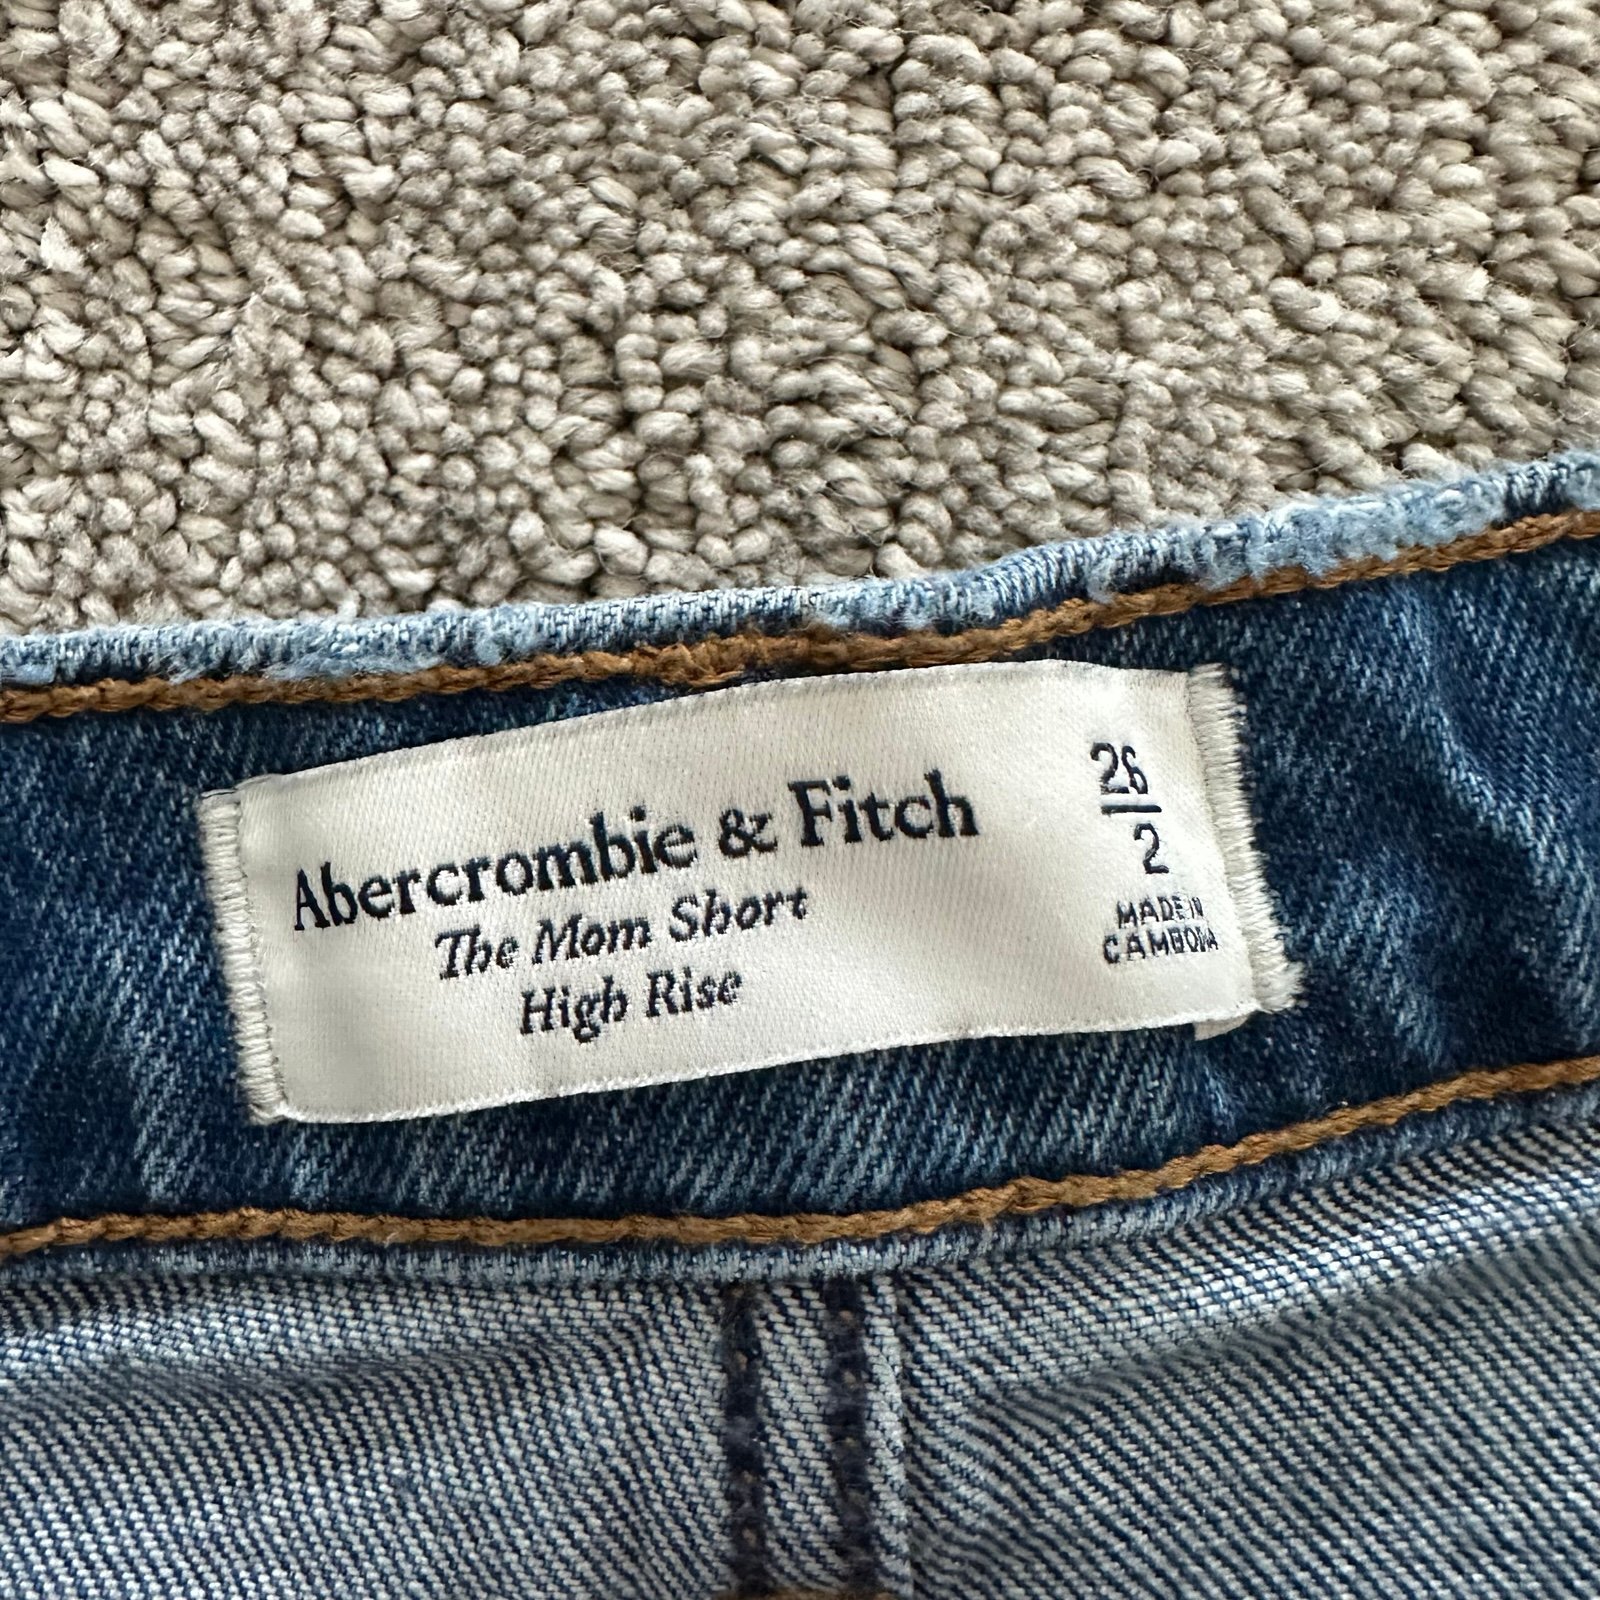 Abercrombie & Fitch
The Mom Short
High Rise
26
2
MADE IN
CAMBODIA